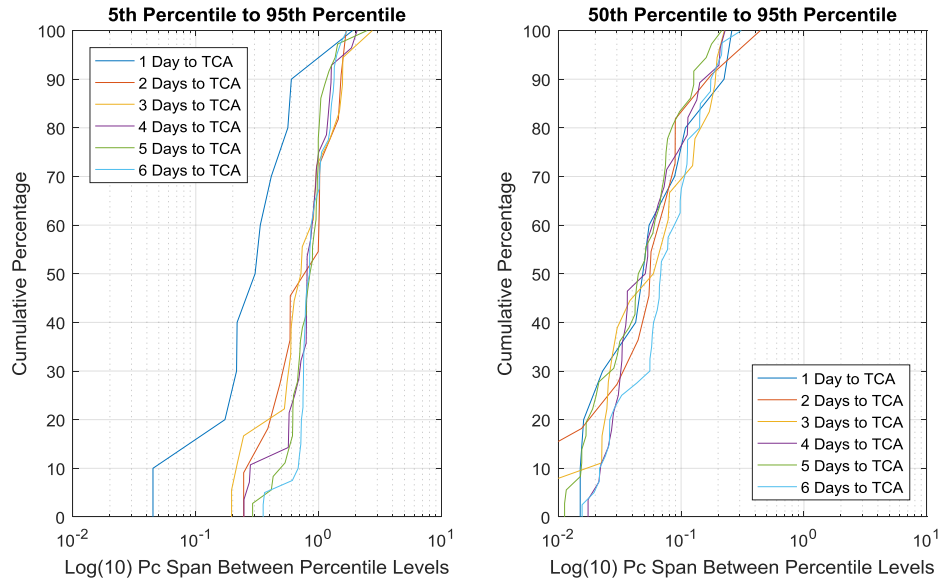 5th Percentile to 95th Percentile
Cumulative Percentage
100
90
80
70
60
50
40
30
20
10
0
1 Day to TCA
2 Days to TCA
3 Days to TCA
4 Days to TCA
5 Days to TCA
6 Days to TCA
10^-2
10^-1
10^0
10^1
Log(10) Pc Span Between Percentile Levels
50th Percentile to 95th Percentile
Cumulative Percentage
100
90
80
70
60
50
40
30
20
10
0
1 Day to TCA
2 Days to TCA
3 Days to TCA
4 Days to TCA
5 Days to TCA
6 Days to TCA
10^-2
10^-1
10^0
10^1
Log(10) Pc Span Between Percentile Levels